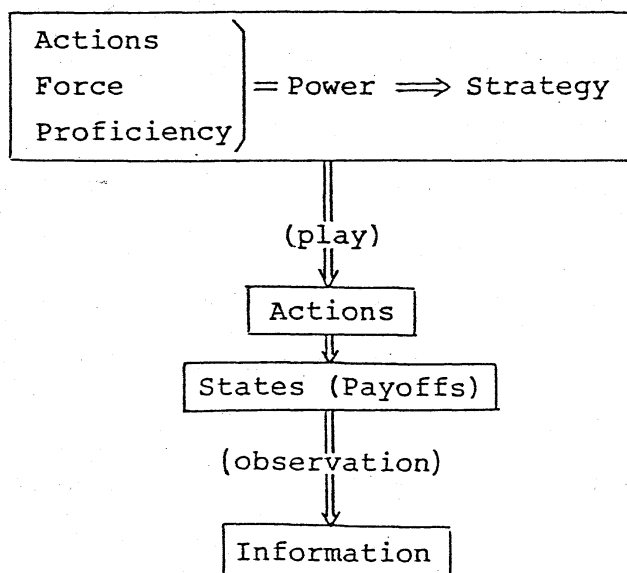 Actions
Force = Power ⟹ Strategy
Proficiency
(play)
Actions
States (Payoffs)
(observation)
Information